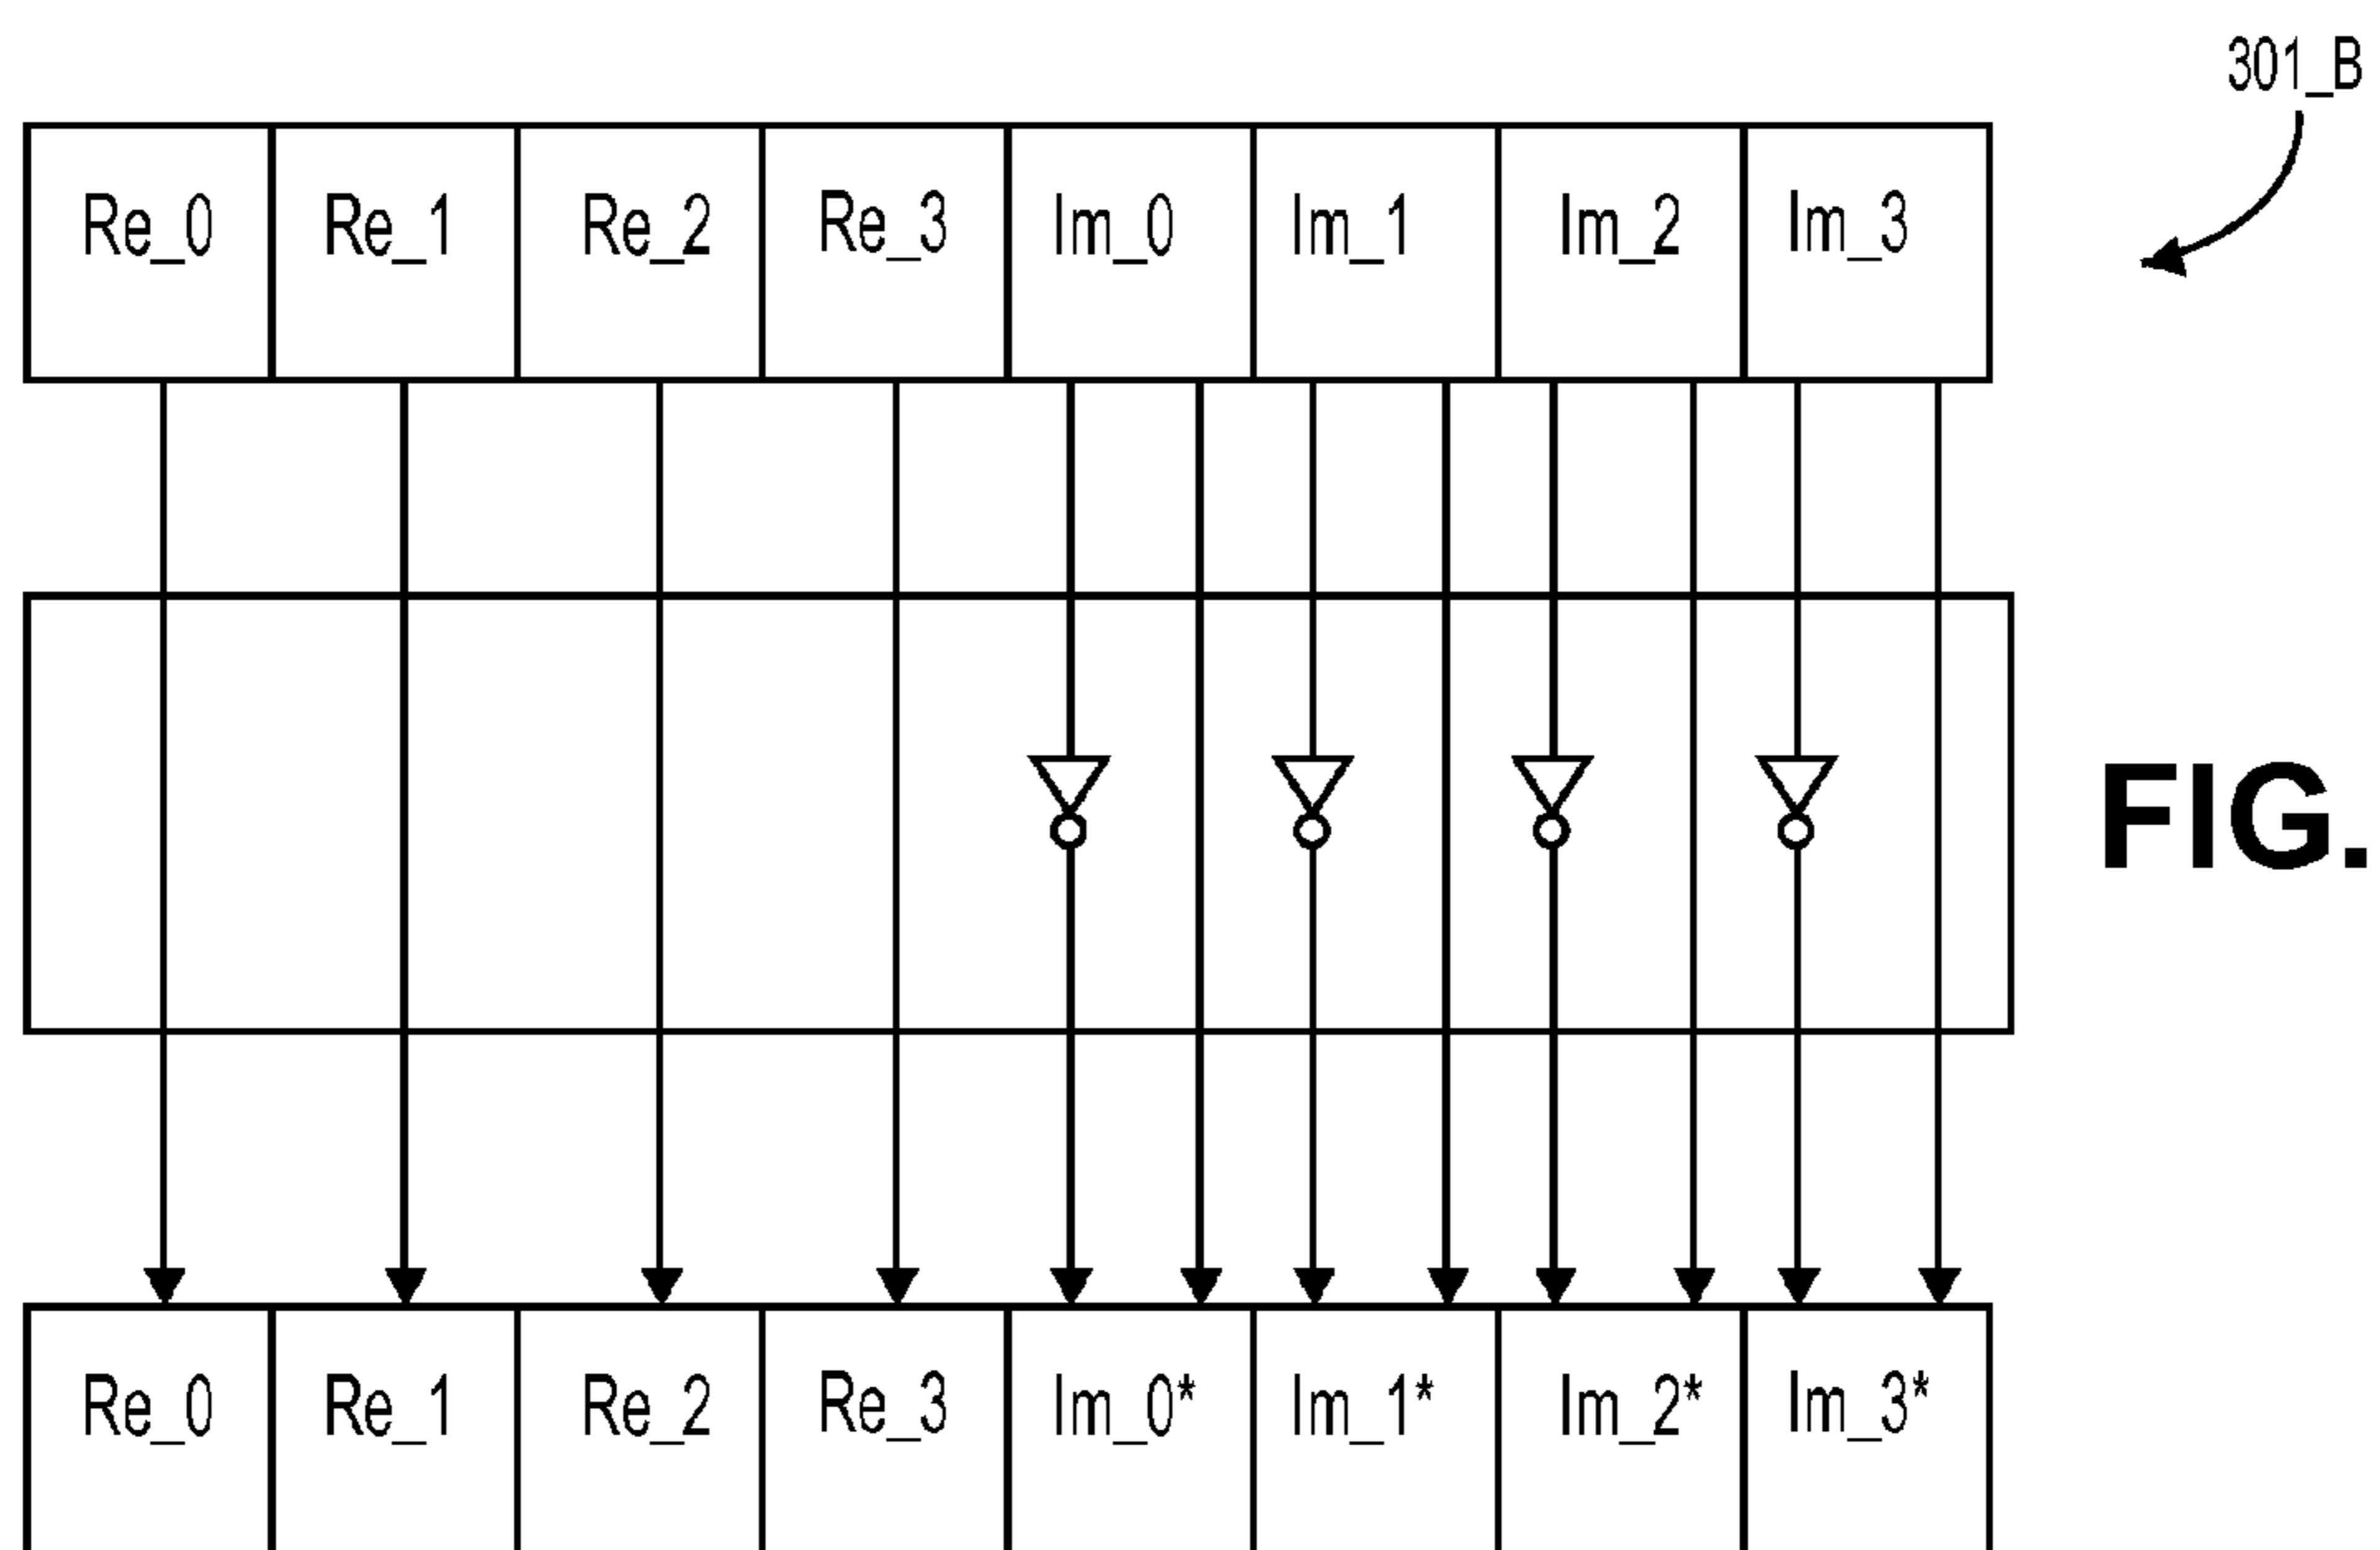 301_B
Re_0 Re_1 Re_2 Re_3 Im_0 Im_1 Im_2 Im_3
FIG.
Re_0 Re_1 Re_2 Re_3 Im_0* Im_1* Im_2* Im_3*